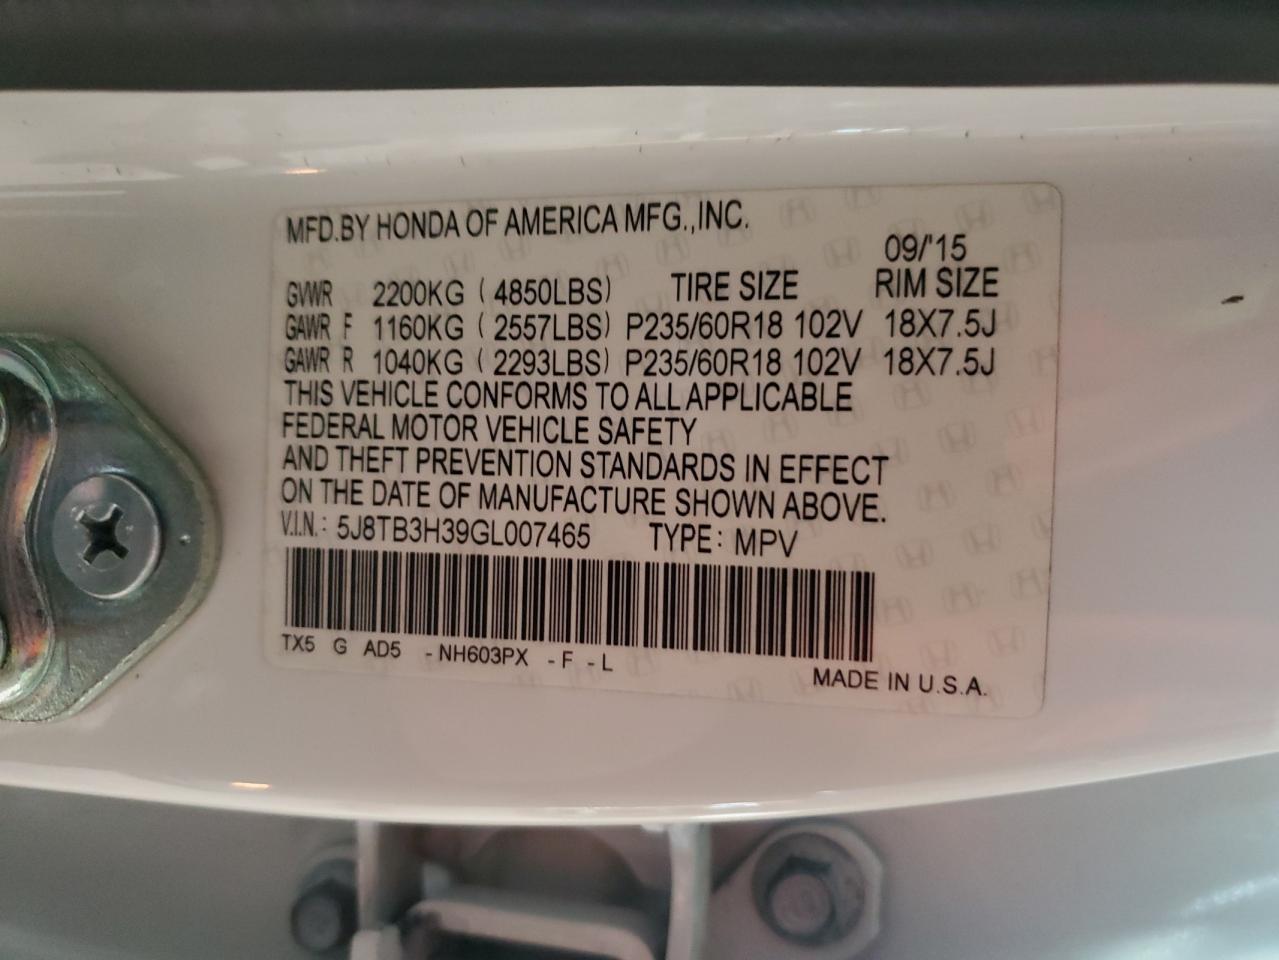 MFD.BY HONDA OF AMERICA MFG.,INC.
09/'15
GVWR 2200KG ( 4850LBS) TIRE SIZE RIM SIZE
GAWR F 1160KG ( 2557LBS) P235/60R18 102V 18X7.5J
GAWR R 1040KG ( 2293LBS) P235/60R18 102V 18X7.5J
THIS VEHICLE CONFORMS TO ALL APPLICABLE
FEDERAL MOTOR VEHICLE SAFETY
AND THEFT PREVENTION STANDARDS IN EFFECT
ON THE DATE OF MANUFACTURE SHOWN ABOVE.
V.I.N.: 5J8TB3H39GL007465 TYPE: MPV
TX5 G AD5 -NH603PX -F -L
MADE IN U.S.A.